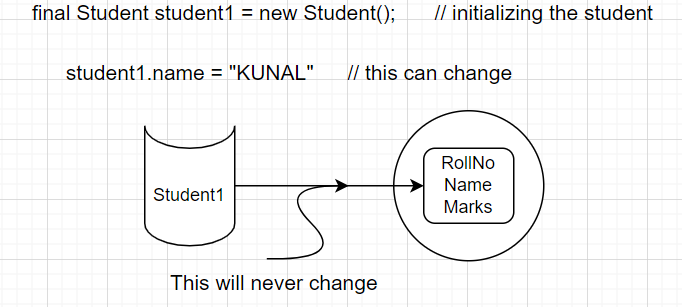 final Student student1 = new Student(); // initializing the student
student1.name = "KUNAL" // this can change
Student1
RollNo
Name
Marks
This will never change